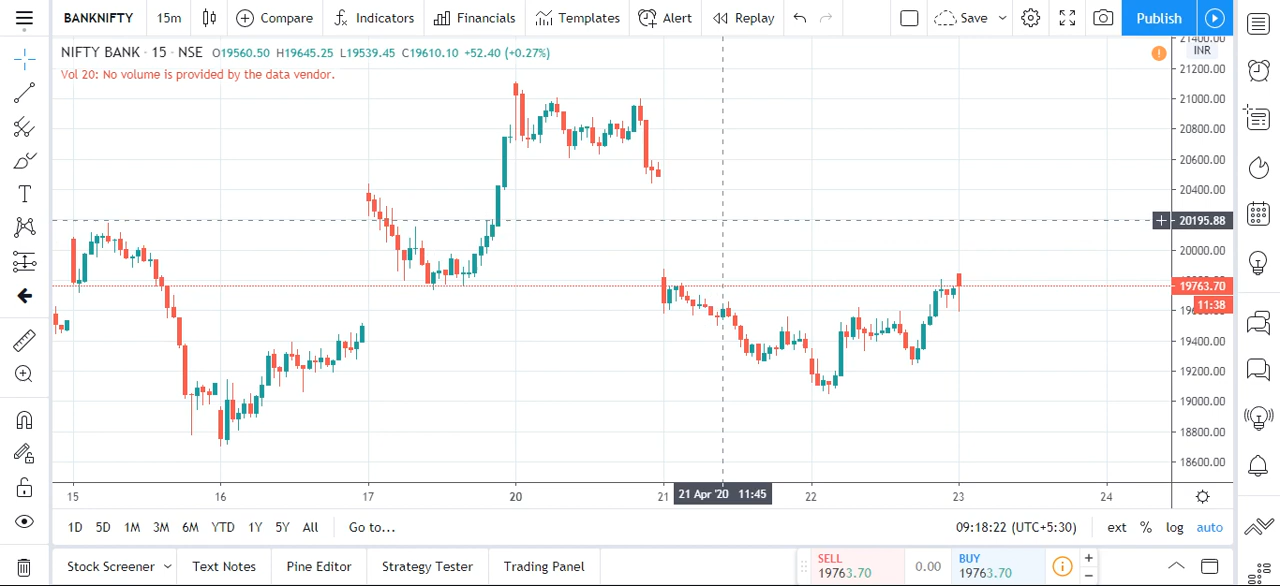 BANKNIFTY 15m Compare Indicators Financials Templates Alert Replay Save Publish
NIFTY BANK · 15 · NSE O19560.50 H19645.25 L19539.45 C19610.10 +52.40 (+0.27%)
Vol 20: No volume is provided by the data vendor.
INR
21400.00
21200.00
21000.00
20800.00
20600.00
20400.00
20195.88
20000.00
19763.70
11:38
19400.00
19200.00
19000.00
18800.00
18600.00
15 16 17 20 21 21 Apr '20 11:45 22 23 24
1D 5D 1M 3M 6M YTD 1Y 5Y All Go to... 09:18:22 (UTC+5:30) ext % log auto
Stock Screener Text Notes Pine Editor Strategy Tester Trading Panel
SELL
19763.70
0.00
BUY
19763.70